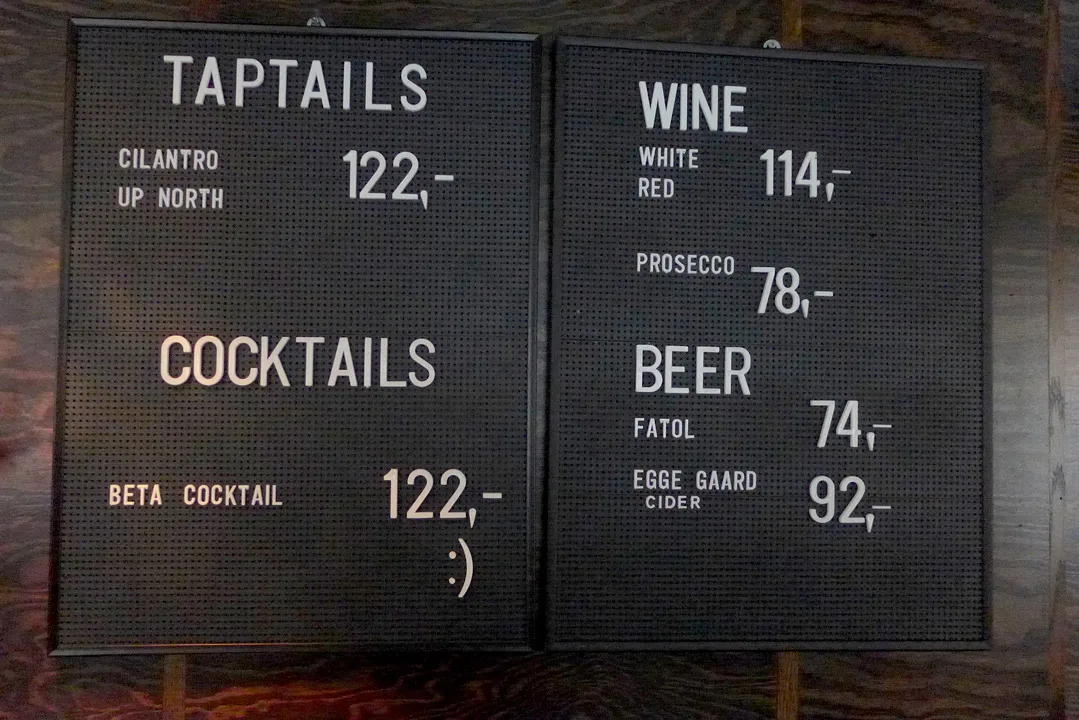 TAPTAILS
CILANTRO
UP NORTH 122,-
COCKTAILS
BETA COCKTAIL 122,-
:)
WINE
WHITE
RED 114,-
PROSECCO 78,-
BEER
FATOL 74,-
EGGE GAARD
CIDER 92,-